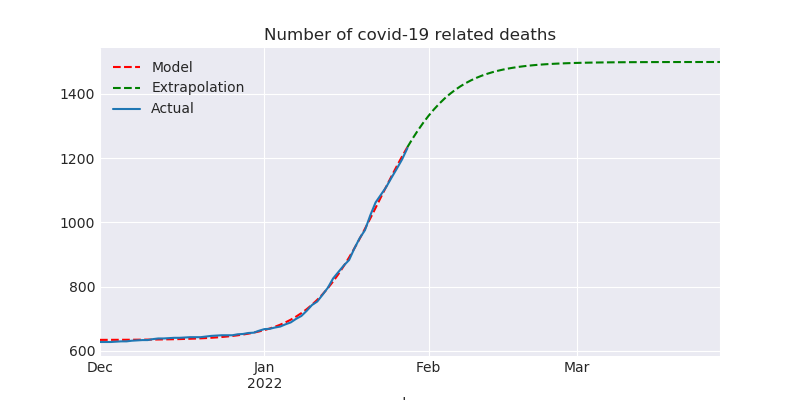 Number of covid-19 related deaths
Model
Extrapolation
Actual
1400
1200
1000
800
600
Dec
Jan
2022
Feb
Mar